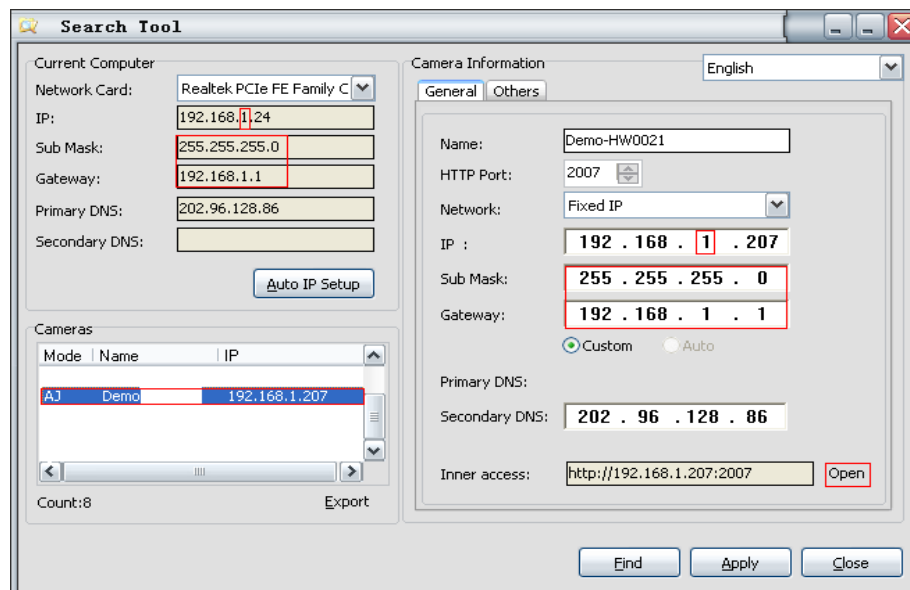 Search Tool
Current Computer
Network Card: Realtek PCIe FE Family C
IP: 192.168.1.24
Sub Mask: 255.255.255.0
Gateway: 192.168.1.1
Primary DNS: 202.96.128.86
Secondary DNS:
Auto IP Setup
Cameras
Mode Name IP
AJ Demo 192.168.1.207
Count:8 Export
Camera Information
English
General Others
Name: Demo-HW0021
HTTP Port: 2007
Network: Fixed IP
IP : 192 . 168 . 1 . 207
Sub Mask: 255 . 255 . 255 . 0
Gateway: 192 . 168 . 1 . 1
Custom Auto
Primary DNS:
Secondary DNS: 202 . 96 . 128 . 86
Inner access: http://192.168.1.207:2007 Open
Find Apply Close